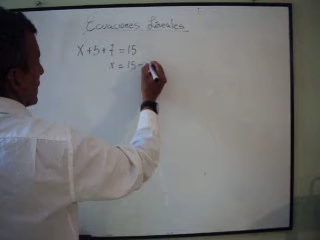 Ecuaciones Lineales
X + 5 + 7 = 15
x = 15 -